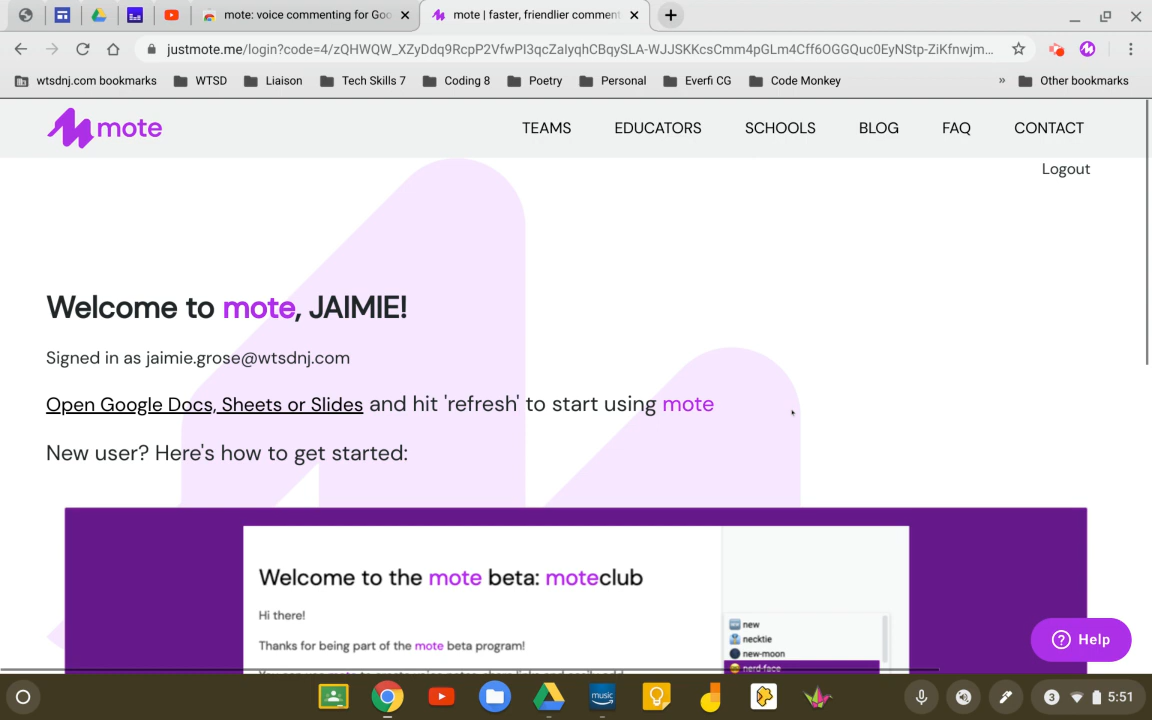 mote: voice commenting for Goo
mote | faster, friendlier comment
justmote.me/login?code=4/zQHWQW_XZyDdq9RcpP2VfwPI3qcZaIyqhCBqySLA-WJJSKKcsCmm4pGLm4Cff6OGGQuc0EyNStp-ZiKfnwjm...
wtsdnj.com bookmarks WTSD Liaison Tech Skills 7 Coding 8 Poetry Personal Everfi CG Code Monkey » Other bookmarks
mote TEAMS EDUCATORS SCHOOLS BLOG FAQ CONTACT
Logout
Welcome to mote, JAIMIE!
Signed in as jaimie.grose@wtsdnj.com
Open Google Docs, Sheets or Slides and hit 'refresh' to start using mote
New user? Here's how to get started:
Welcome to the mote beta: moteclub
Hi there!
Thanks for being part of the mote beta program!
new
necktie
new-moon
nerd-face
Help
music
3 5:51